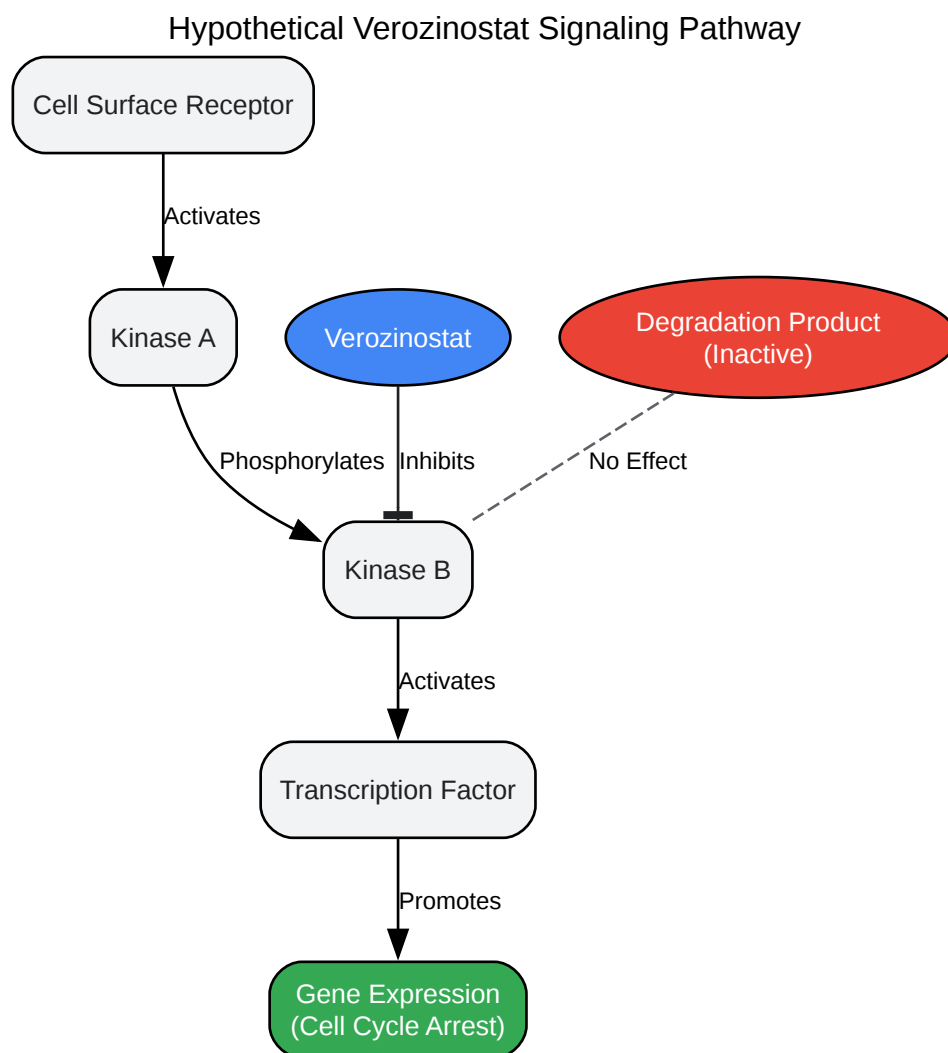 Hypothetical Verozinostat Signaling Pathway
Cell Surface Receptor
Activates
Kinase A
Verozinostat
Degradation Product
(Inactive)
Phosphorylates
Inhibits
No Effect
Kinase B
Activates
Transcription Factor
Promotes
Gene Expression
(Cell Cycle Arrest)